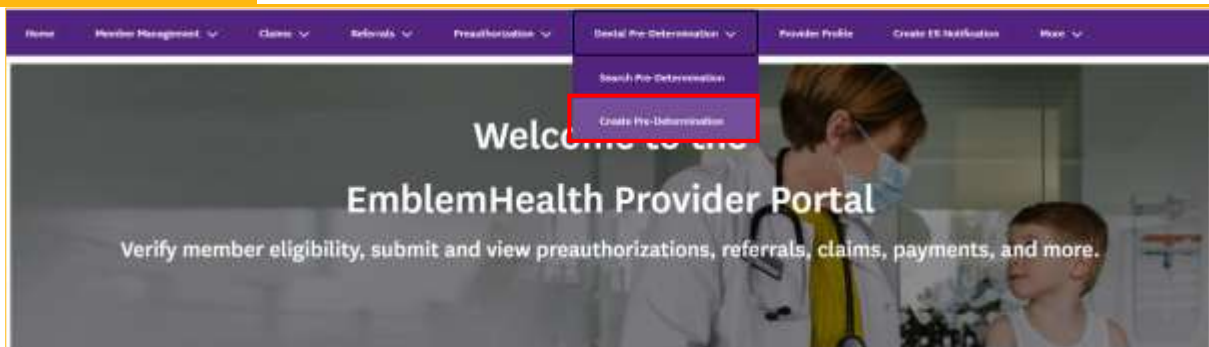 Home Member Management Claims Referrals Preauthorization Dental Pre-Determination Provider Profile Create ER Notification More
Search Pre-Determination
Create Pre-Determination
Welcome to the
EmblemHealth Provider Portal
Verify member eligibility, submit and view preauthorizations, referrals, claims, payments, and more.